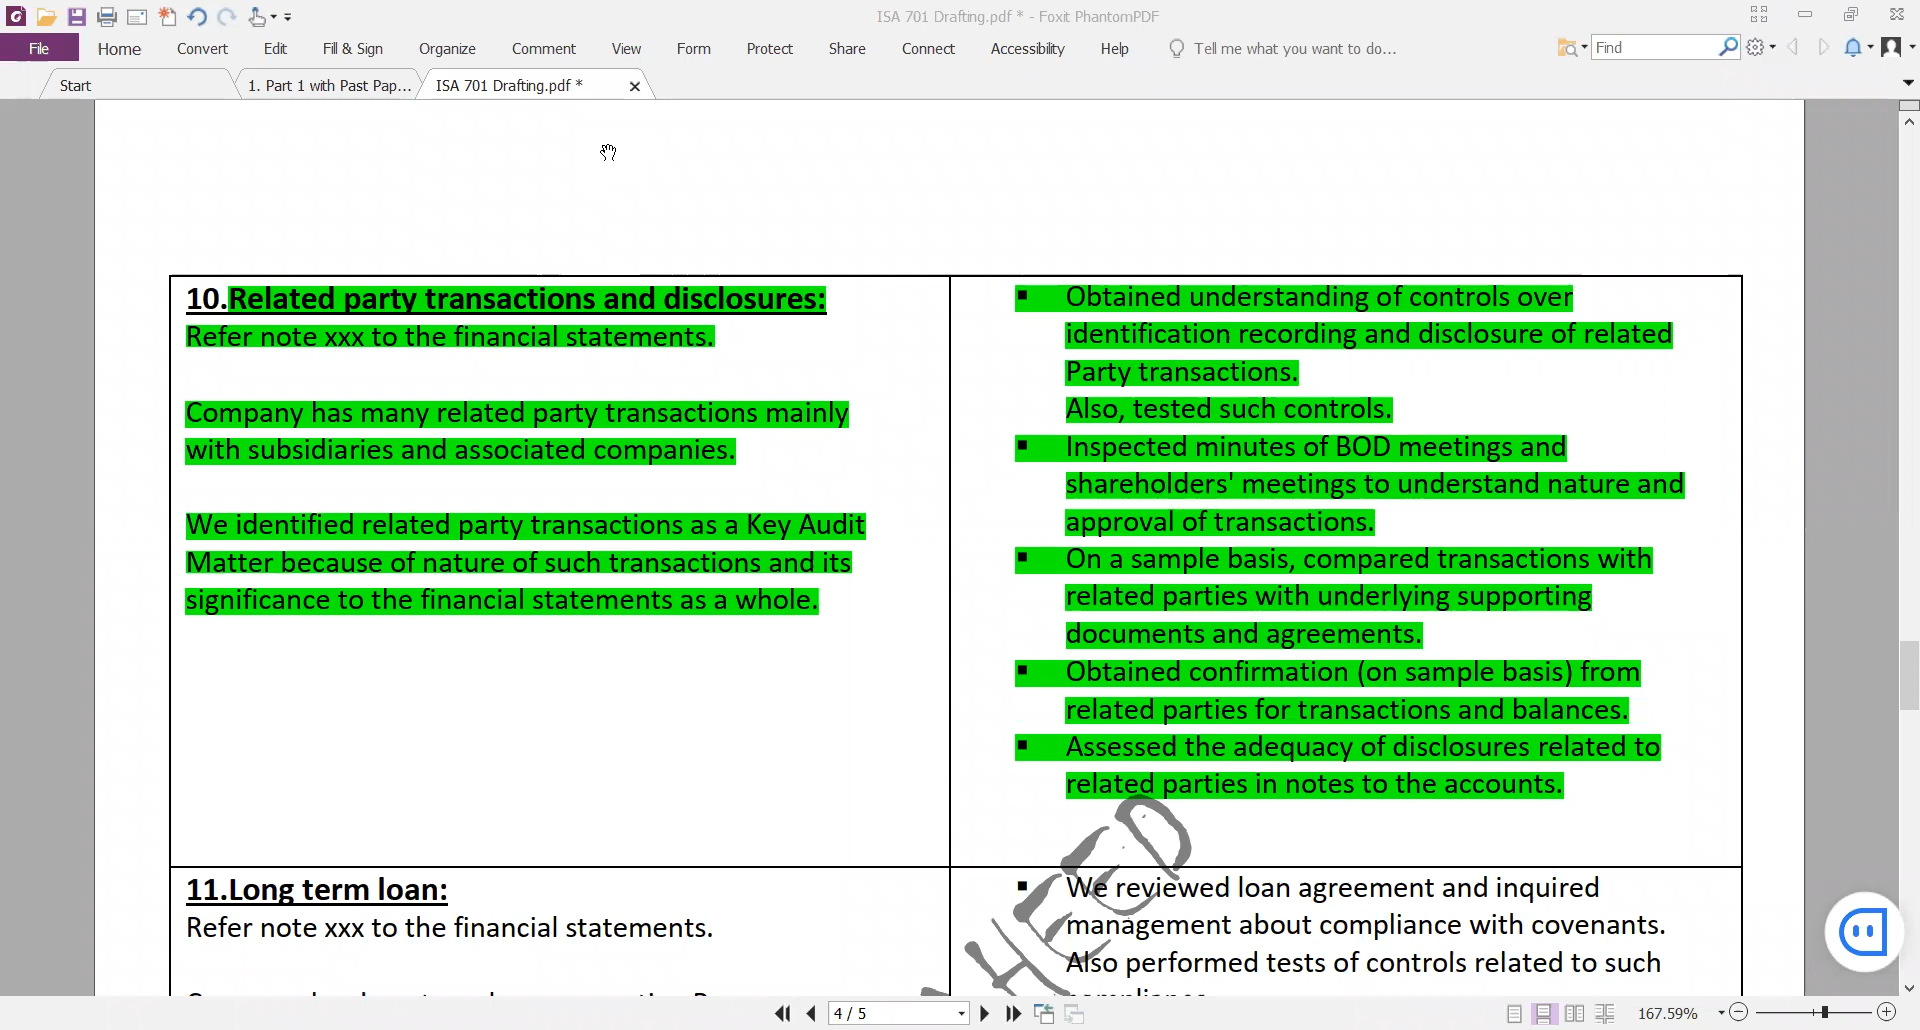 ISA 701 Drafting.pdf * - Foxit PhantomPDF
File Home Convert Edit Fill & Sign Organize Comment View Form Protect Share Connect Accessibility Help Tell me what you want to do... Find
Start 1. Part 1 with Past Pap... ISA 701 Drafting.pdf *
10.Related party transactions and disclosures:
Refer note xxx to the financial statements.
Company has many related party transactions mainly
with subsidiaries and associated companies.
We identified related party transactions as a Key Audit
Matter because of nature of such transactions and its
significance to the financial statements as a whole.
▪ Obtained understanding of controls over
identification recording and disclosure of related
Party transactions.
Also, tested such controls.
▪ Inspected minutes of BOD meetings and
shareholders' meetings to understand nature and
approval of transactions.
▪ On a sample basis, compared transactions with
related parties with underlying supporting
documents and agreements.
▪ Obtained confirmation (on sample basis) from
related parties for transactions and balances.
▪ Assessed the adequacy of disclosures related to
related parties in notes to the accounts.
11.Long term loan:
Refer note xxx to the financial statements.
▪ We reviewed loan agreement and inquired
management about compliance with covenants.
Also performed tests of controls related to such
4 / 5
167.59%